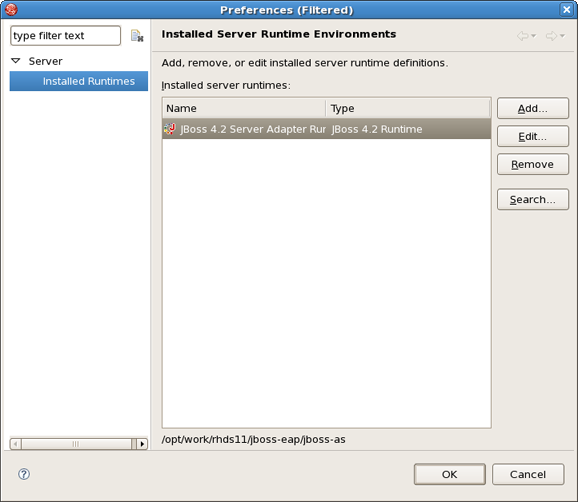 Preferences (Filtered)
type filter text
Server
Installed Runtimes
Installed Server Runtime Environments
Add, remove, or edit installed server runtime definitions.
Installed server runtimes:
Name Type
JBoss 4.2 Server Adapter Run JBoss 4.2 Runtime
Add...
Edit...
Remove
Search...
/opt/work/rhds11/jboss-eap/jboss-as
?
OK Cancel